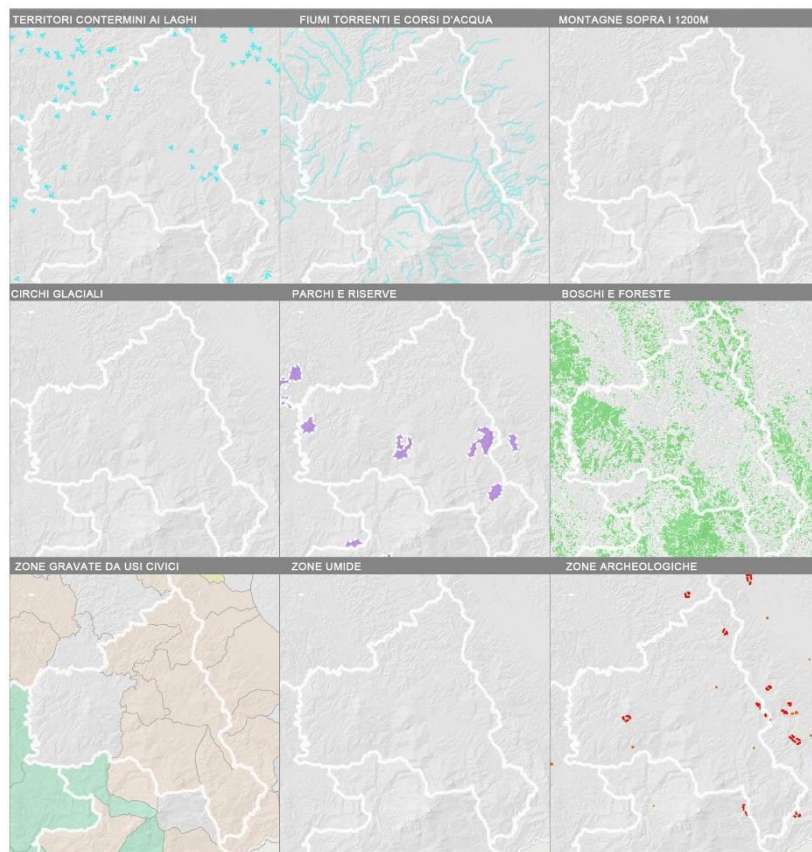 TERRITORI CONTERMINI AI LAGHI
FIUMI TORRENTI E CORSI D'ACQUA
MONTAGNE SOPRA I 1200M
CIRCHI GLACIALI
PARCHI E RISERVE
BOSCHI E FORESTE
ZONE GRAVATE DA USI CIVICI
ZONE UMIDE
ZONE ARCHEOLOGICHE